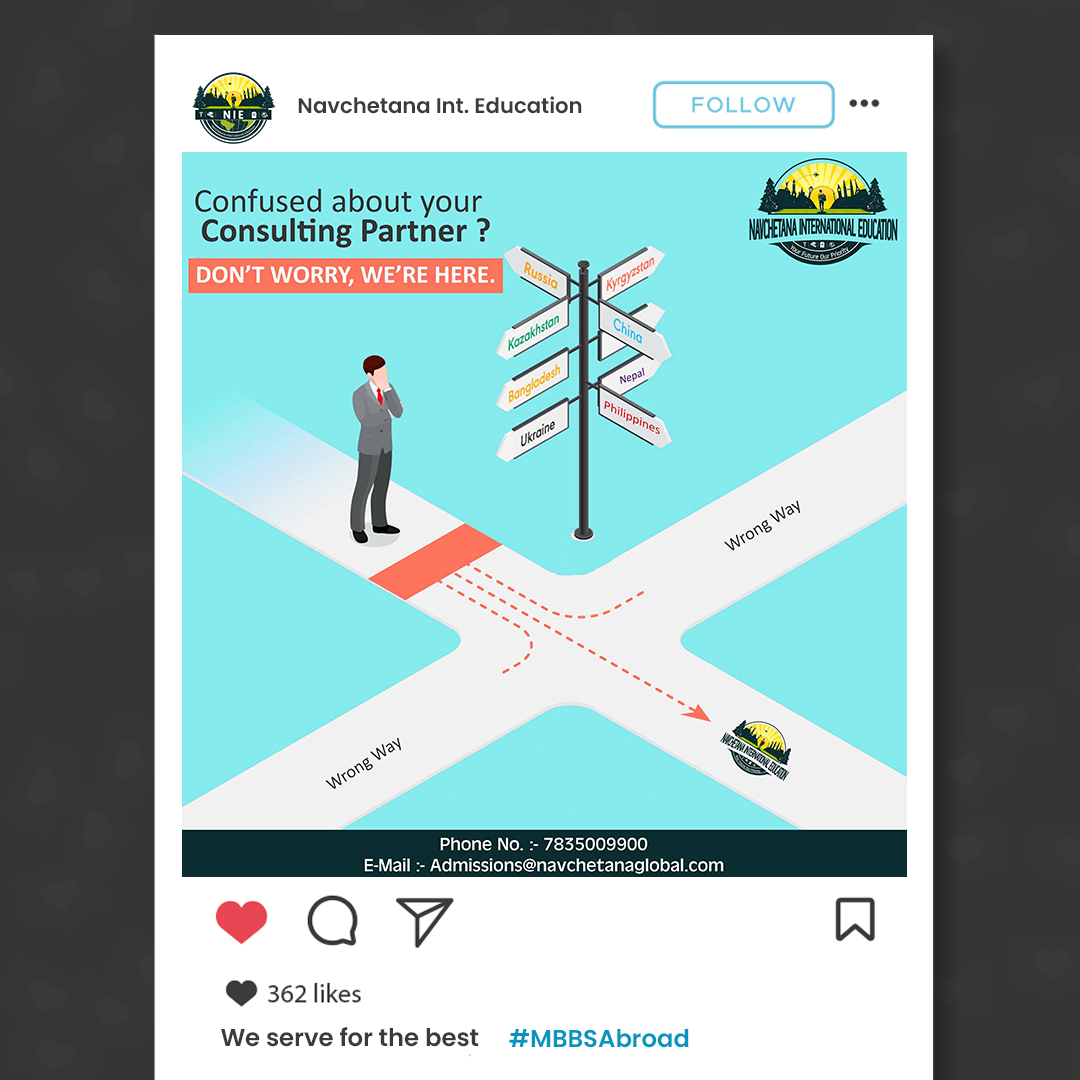 NIE
Navchetana Int. Education
FOLLOW
Confused about your
Consulting Partner ?
DON'T WORRY, WE'RE HERE.
NAVCHETANA INTERNATIONAL EDUCATION
Your Future Our Priority
Russia
Kyrgyzstan
Kazakhstan
China
Bangladesh
Nepal
Ukraine
Philippines
Wrong Way
Wrong Way
NAVCHETANA INTERNATIONAL EDUCATION
Phone No. :- 7835009900
E-Mail :- Admissions@navchetanaglobal.com
362 likes
We serve for the best #MBBSAbroad